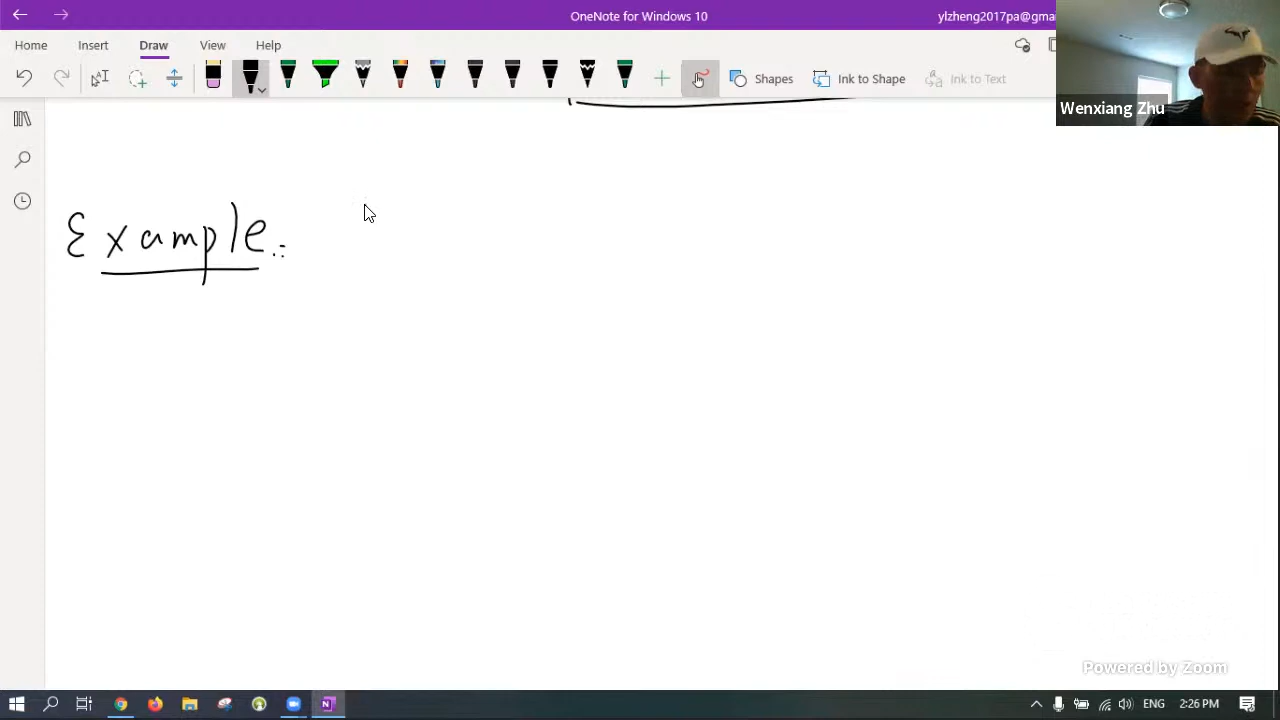 OneNote for Windows 10
ylzheng2017pa@gma
Home Insert Draw View Help
Shapes Ink to Shape Ink to Text
Wenxiang Zhu
Example.:
Powered by Zoom
ENG 2:26 PM